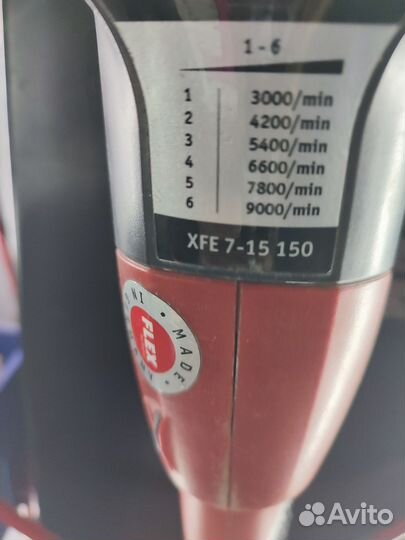 1 - 6
1 3000/min
2 4200/min
3 5400/min
4 6600/min
5 7800/min
6 9000/min
XFE 7-15 150
MADE
FLEX
Avito